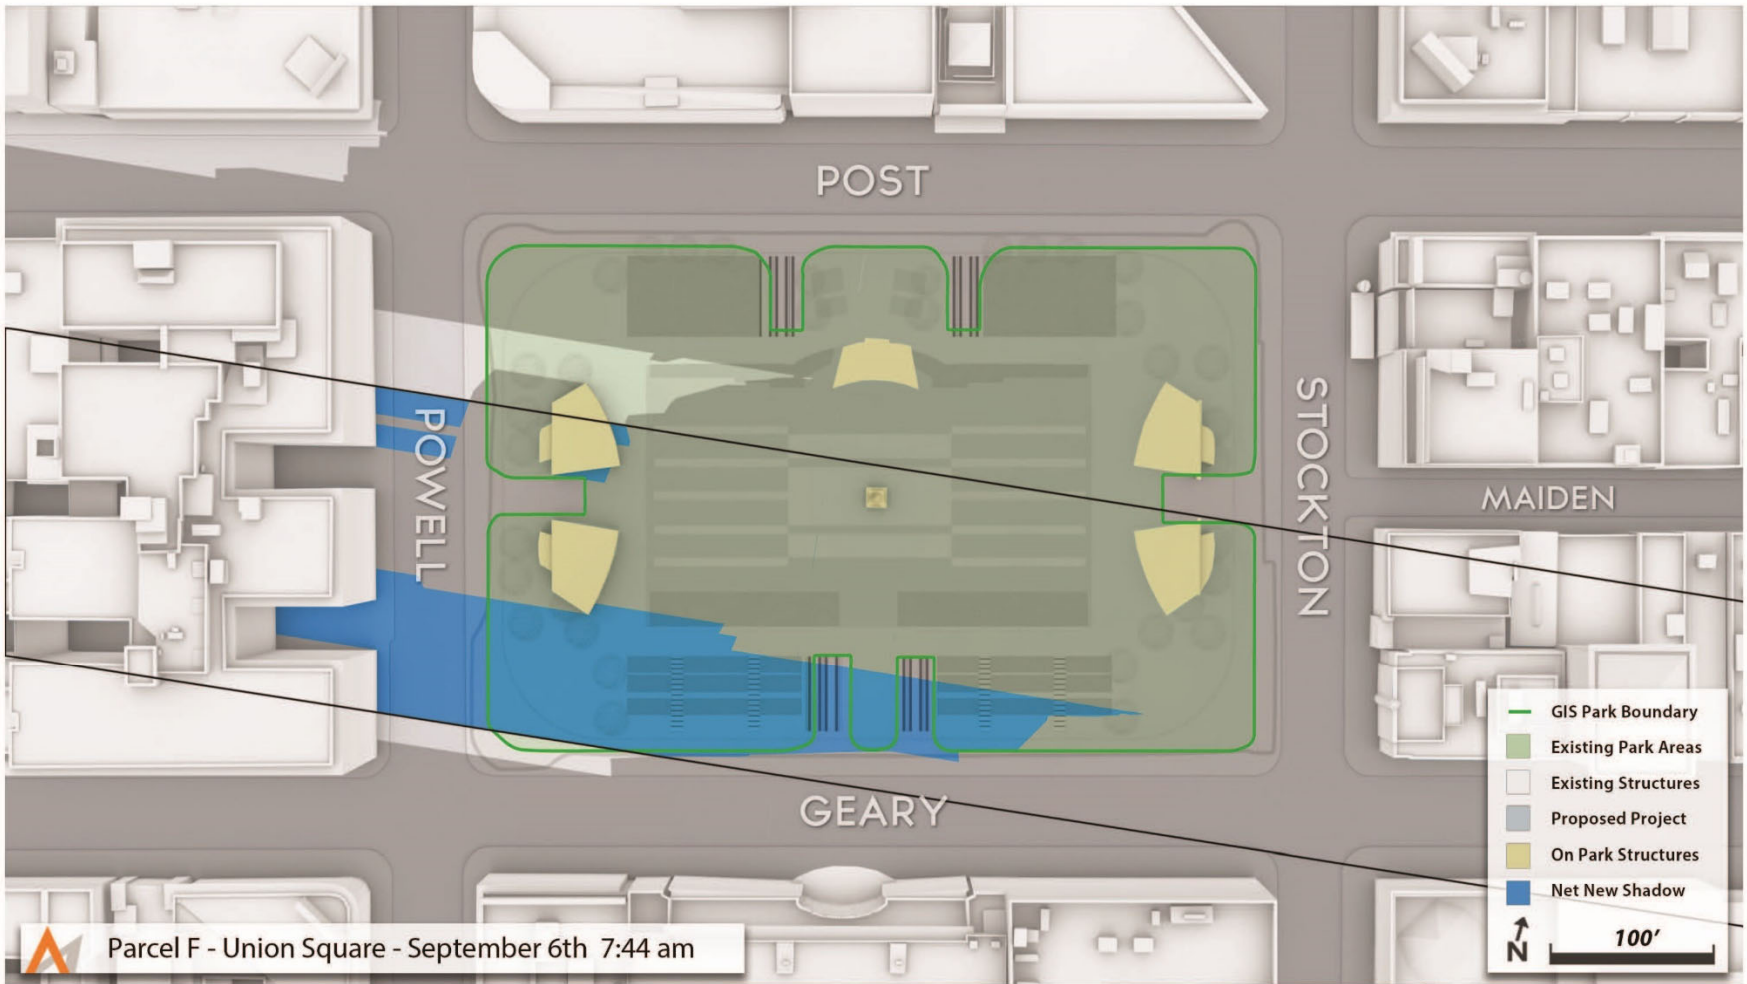 POST
POWELL
STOCKTON
MAIDEN
GEARY
GIS Park Boundary
Existing Park Areas
Existing Structures
Proposed Project
On Park Structures
Net New Shadow
N
100'
Parcel F - Union Square - September 6th 7:44 am